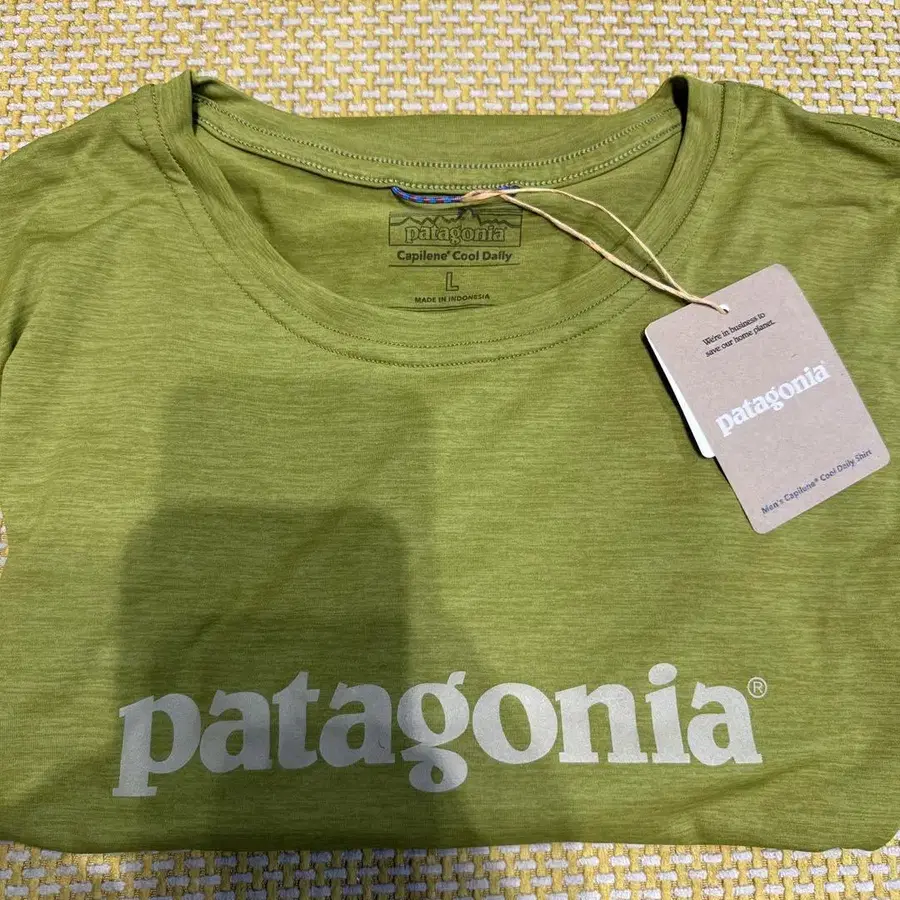 patagonia
Capilene® Cool Daily
L
MADE IN INDONESIA
We're in business to
save our home planet.
patagonia
Men's Capilene® Cool Daily Shirt
patagonia®